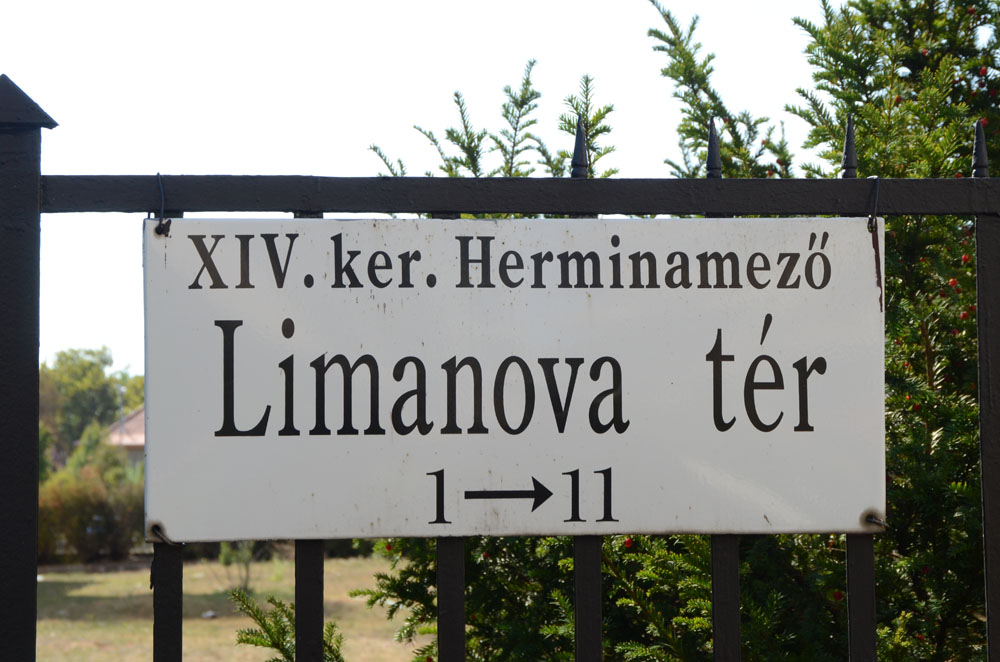 XIV. ker. Herminamező
Limanova tér
1→11